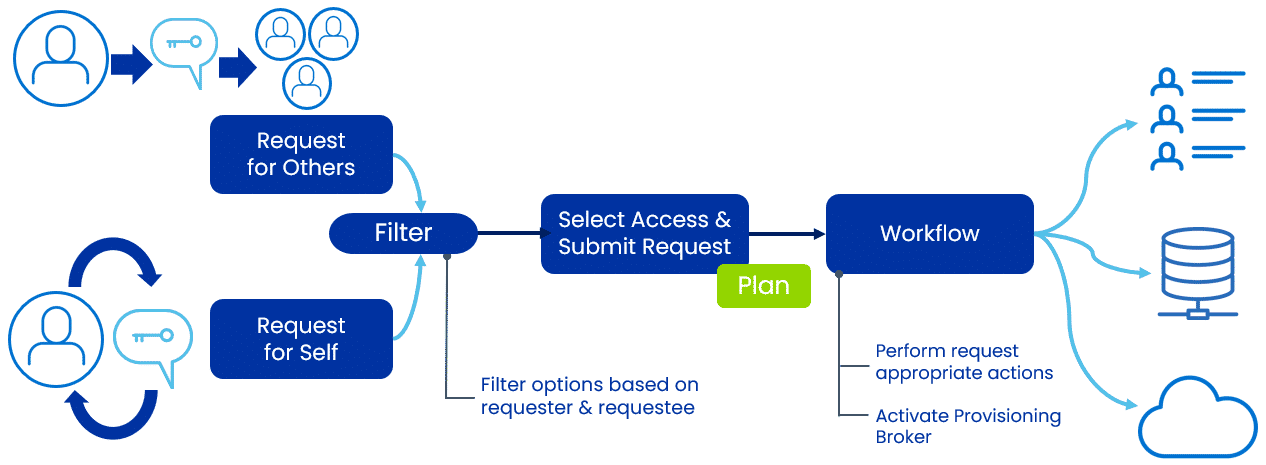 Request
for Others
Filter
Select Access &
Submit Request
Workflow
Plan
Request
for Self
Filter options based on
requester & requestee
Perform request
appropriate actions
Activate Provisioning
Broker